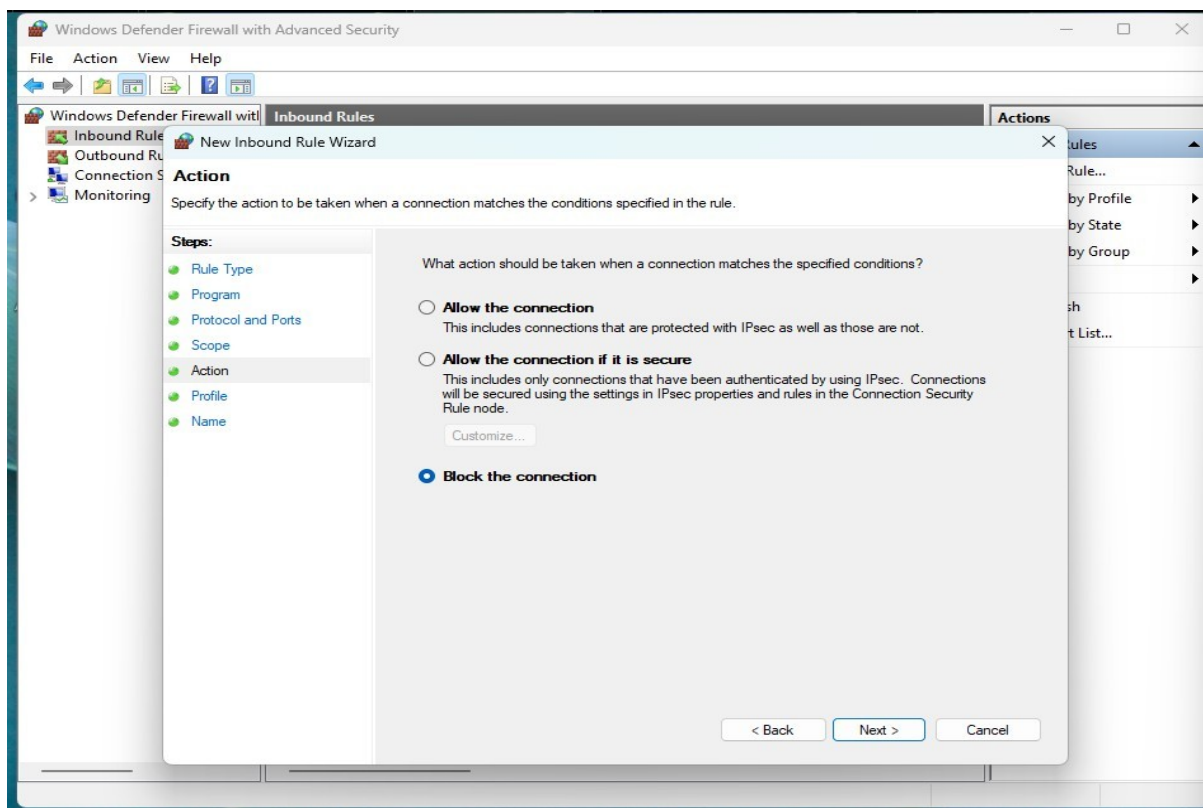 Windows Defender Firewall with Advanced Security
File Action View Help
Windows Defender Firewall witl
Inbound Rule
Outbound Ru
Connection S
Monitoring
Inbound Rules
Actions
ules
Rule...
by Profile
by State
by Group
sh
t List...
New Inbound Rule Wizard
Action
Specify the action to be taken when a connection matches the conditions specified in the rule.
Steps:
Rule Type
Program
Protocol and Ports
Scope
Action
Profile
Name
What action should be taken when a connection matches the specified conditions?
Allow the connection
This includes connections that are protected with IPsec as well as those are not.
Allow the connection if it is secure
This includes only connections that have been authenticated by using IPsec. Connections
will be secured using the settings in IPsec properties and rules in the Connection Security
Rule node.
Customize...
Block the connection
< Back Next > Cancel